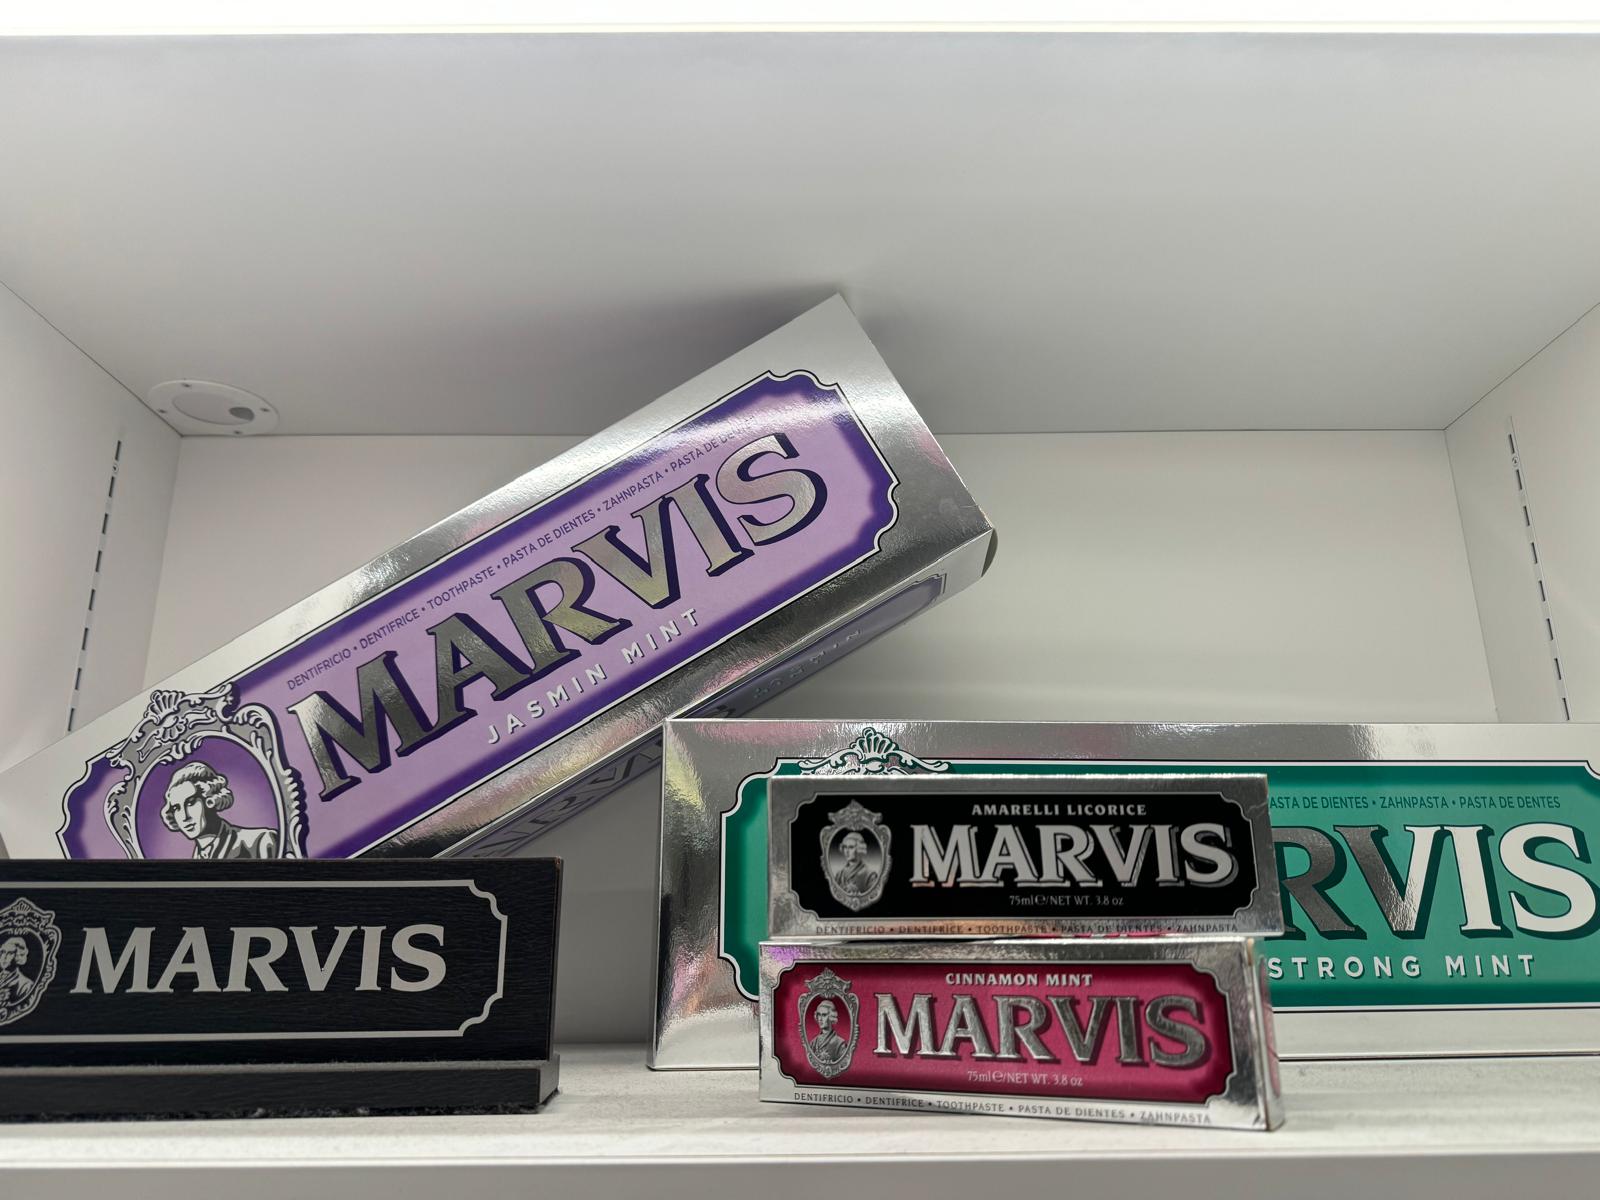 DENTIFRICIO • DENTIFRICE • TOOTHPASTE • PASTA DE DIENTES • ZAHNPASTA • PASTA DE
MARVIS
JASMIN MINT
MARVIS
ASTA DE DIENTES • ZAHNPASTA • PASTA DE DENTES
RVIS
STRONG MINT
AMARELLI LICORICE
MARVIS
75ml℮/NET WT. 3.8 oz
DENTIFRICIO • DENTIFRICE • TOOTHPASTE • PASTA DE DIENTES • ZAHNPASTA
CINNAMON MINT
MARVIS
75ml℮/NET WT. 3.8 oz
DENTIFRICIO • DENTIFRICE • TOOTHPASTE • PASTA DE DIENTES • ZAHNPASTA